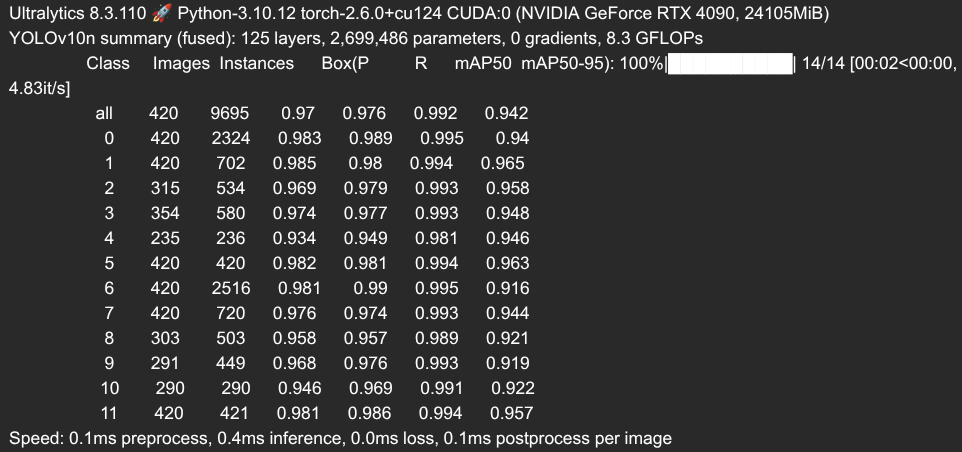 Ultralytics 8.3.110 🚀 Python-3.10.12 torch-2.6.0+cu124 CUDA:0 (NVIDIA GeForce RTX 4090, 24105MiB)
YOLOv10n summary (fused): 125 layers, 2,699,486 parameters, 0 gradients, 8.3 GFLOPs
Class Images Instances Box(P R mAP50 mAP50-95): 100%|██████████| 14/14 [00:02<00:00,
4.83it/s]
all 420 9695 0.97 0.976 0.992 0.942
0 420 2324 0.983 0.989 0.995 0.94
1 420 702 0.985 0.98 0.994 0.965
2 315 534 0.969 0.979 0.993 0.958
3 354 580 0.974 0.977 0.993 0.948
4 235 236 0.934 0.949 0.981 0.946
5 420 420 0.982 0.981 0.994 0.963
6 420 2516 0.981 0.99 0.995 0.916
7 420 720 0.976 0.974 0.993 0.944
8 303 503 0.958 0.957 0.989 0.921
9 291 449 0.968 0.976 0.993 0.919
10 290 290 0.946 0.969 0.991 0.922
11 420 421 0.981 0.986 0.994 0.957
Speed: 0.1ms preprocess, 0.4ms inference, 0.0ms loss, 0.1ms postprocess per image